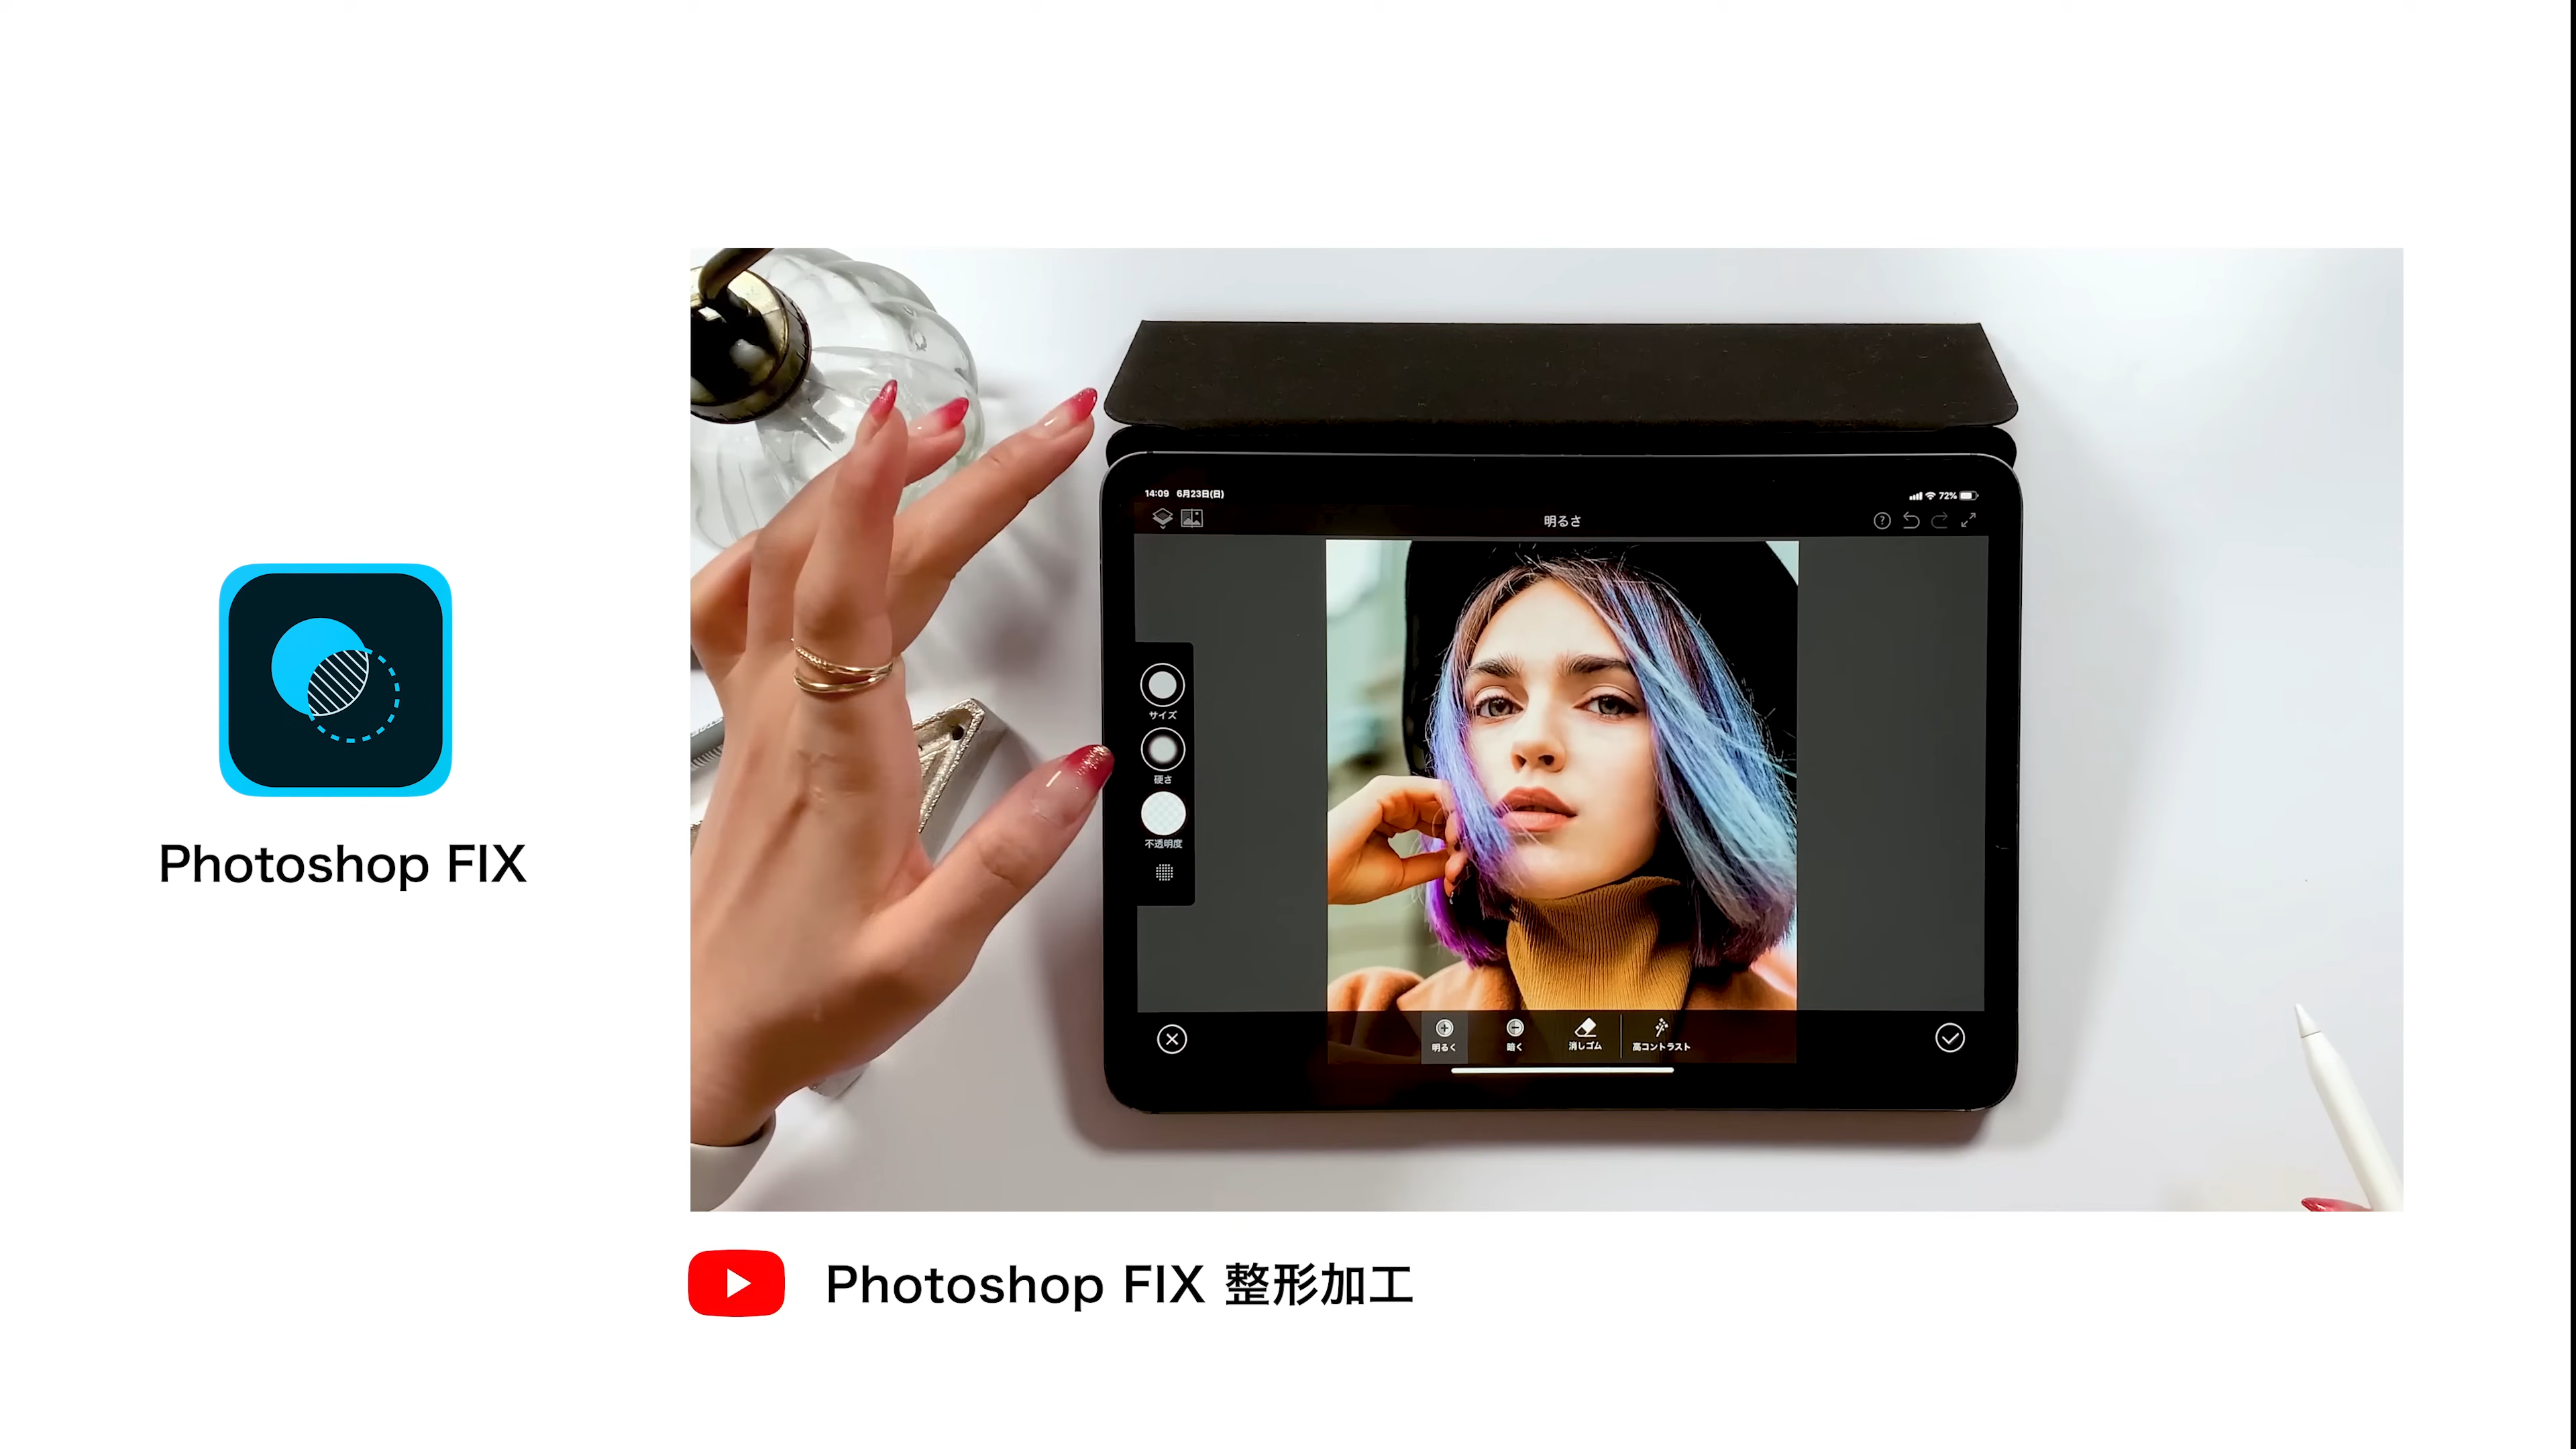 14:09 6月23日(日)
72%
明るさ
サイズ
硬さ
不透明度
明るく
暗く
消しゴム
高コントラスト
Photoshop FIX
Photoshop FIX 整形加工